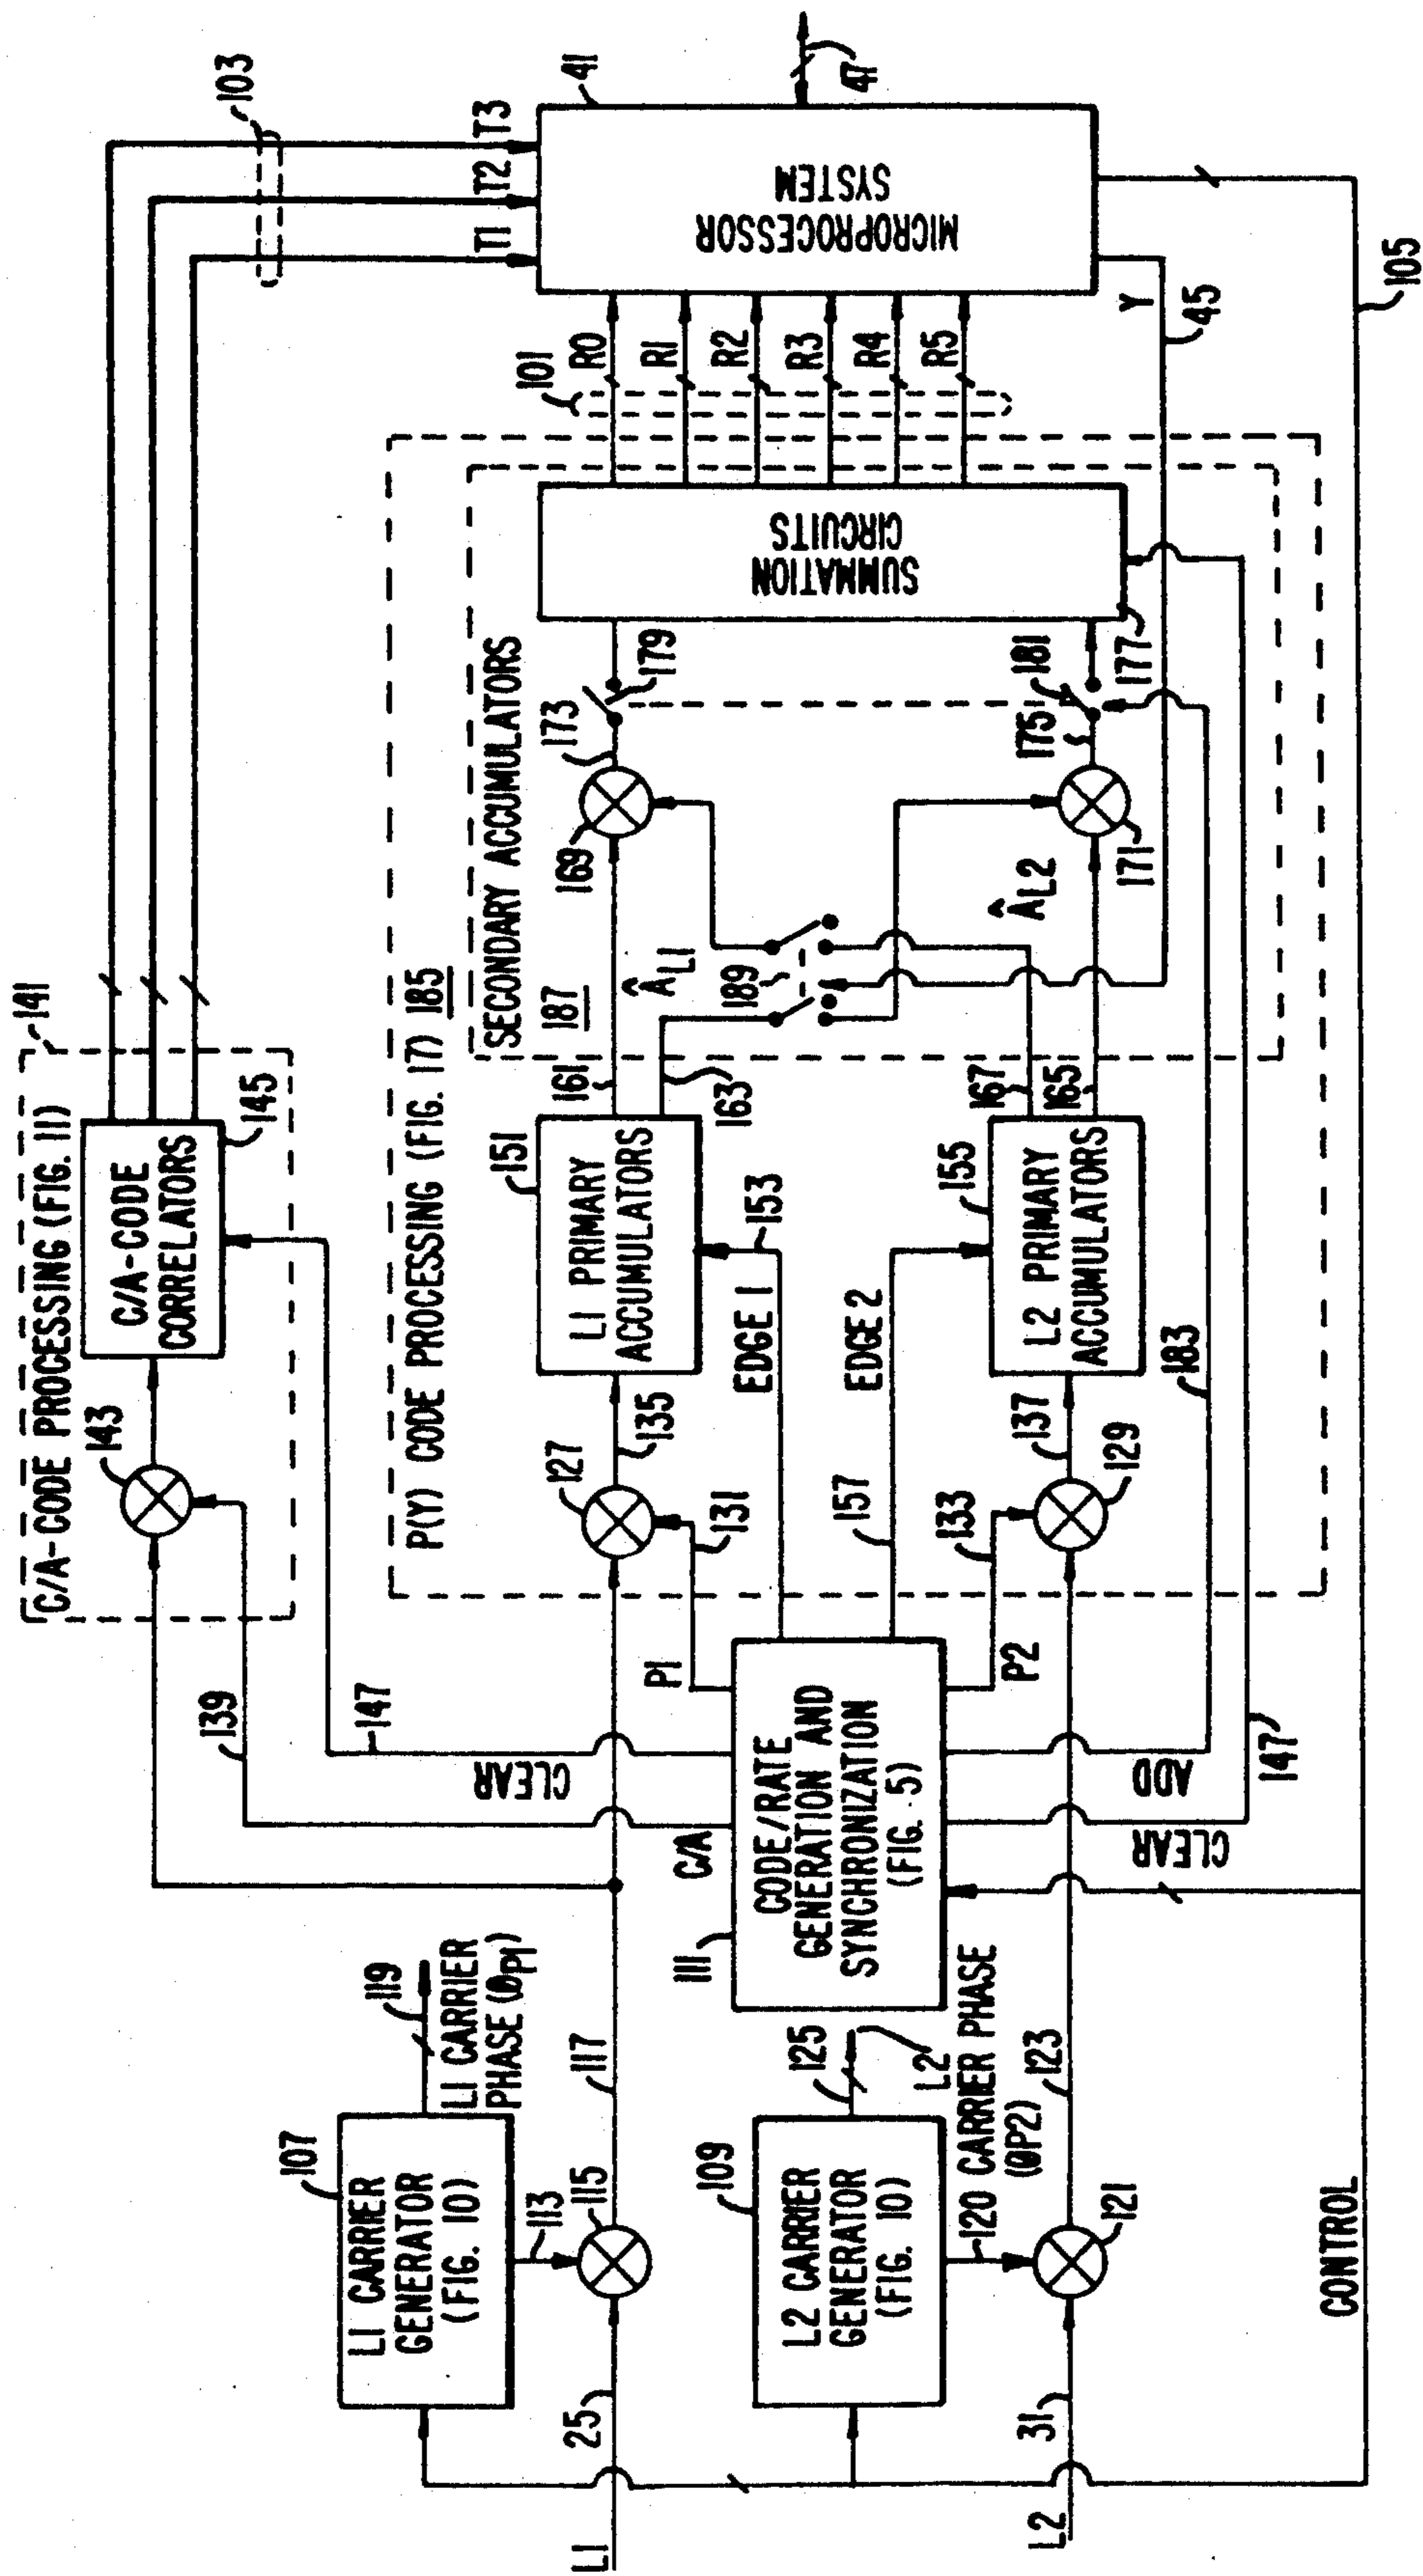 C/A-CODE PROCESSING (FIG. 11)
141
143
C/A-CODE
CORRELATORS
145
103
T1
T2
T3
41
MICROPROCESSOR
SYSTEM
47
139
147
CLEAR
C/A
107
L1 CARRIER
GENERATOR
(FIG. 10)
119
L1 CARRIER
PHASE (ØP1)
113
115
117
L1
25
P(Y) CODE PROCESSING (FIG. 17) 185
127
131
135
P1
151
L1 PRIMARY
ACCUMULATORS
EDGE 1
153
161
163
SECONDARY ACCUMULATORS
187
ÂL1
169
173
179
189
SUMMATION
CIRCUITS
177
101
R0
R1
R2
R3
R4
R5
111
CODE/RATE
GENERATION AND
SYNCHRONIZATION
(FIG. 5)
EDGE 2
157
133
P2
129
137
155
L2 PRIMARY
ACCUMULATORS
167
165
ÂL2
171
175
181
Y
45
109
L2 CARRIER
GENERATOR
(FIG. 10)
125
L2
120 CARRIER PHASE
(ØP2)
121
123
L2
31
CLEAR
ADD
147
183
CONTROL
105